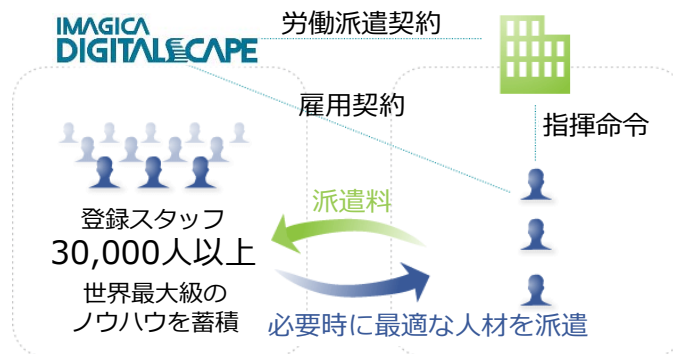 IMAGICA
DIGITALSCAPE
労働派遣契約
雇用契約
指揮命令
派遣料
登録スタッフ
30,000人以上
世界最大級の
ノウハウを蓄積
必要時に最適な人材を派遣